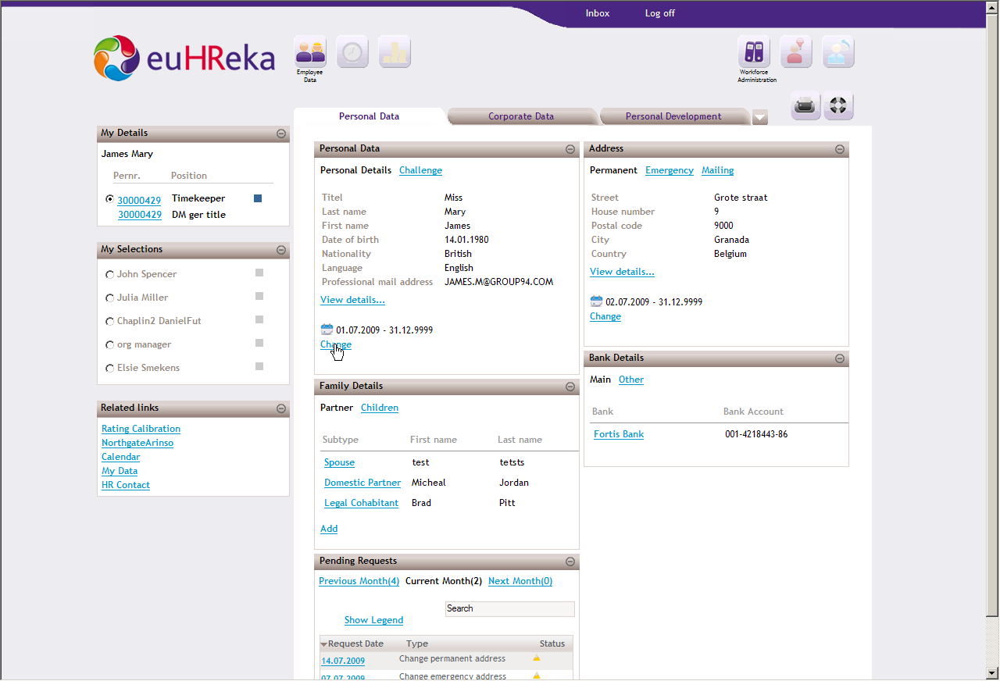 Inbox Log off
euHReka
Employee
Data
Workforce
Administration
Personal Data Corporate Data Personal Development
My Details
James Mary
Pernr. Position
30000429 Timekeeper
30000429 DM ger title
My Selections
John Spencer
Julia Miller
Chaplin2 DanielFut
org manager
Elsie Smekens
Related links
Rating Calibration
NorthgateArinso
Calendar
My Data
HR Contact
Personal Data
Personal Details Challenge
Titel Miss
Last name Mary
First name James
Date of birth 14.01.1980
Nationality British
Language English
Professional mail address JAMES.M@GROUP94.COM
View details...
01.07.2009 - 31.12.9999
Change
Family Details
Partner Children
Subtype First name Last name
Spouse test tetsts
Domestic Partner Micheal Jordan
Legal Cohabitant Brad Pitt
Add
Pending Requests
Previous Month(4) Current Month(2) Next Month(0)
Search
Show Legend
Request Date Type Status
14.07.2009 Change permanent address
07.07.2009 Change emergency address
Address
Permanent Emergency Mailing
Street Grote straat
House number 9
Postal code 9000
City Granada
Country Belgium
View details...
02.07.2009 - 31.12.9999
Change
Bank Details
Main Other
Bank Bank Account
Fortis Bank 001-4218443-86